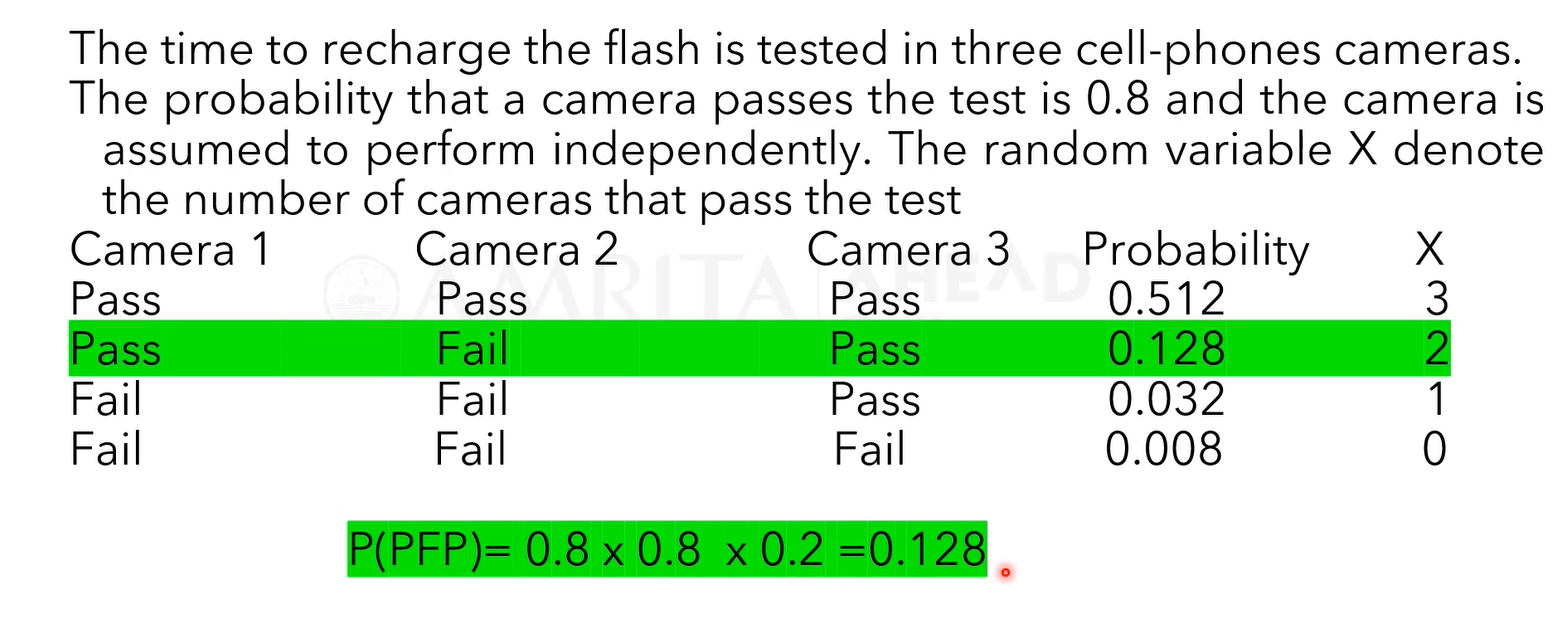 The time to recharge the flash is tested in three cell-phones cameras.
The probability that a camera passes the test is 0.8 and the camera is
assumed to perform independently. The random variable X denote
the number of cameras that pass the test
Camera 1 Camera 2 Camera 3 Probability X
AMRITA AHEAD
Pass Pass Pass 0.512 3
Pass Fail Pass 0.128 2
Fail Fail Pass 0.032 1
Fail Fail Fail 0.008 0
P(PFP)= 0.8 x 0.8 x 0.2 =0.128